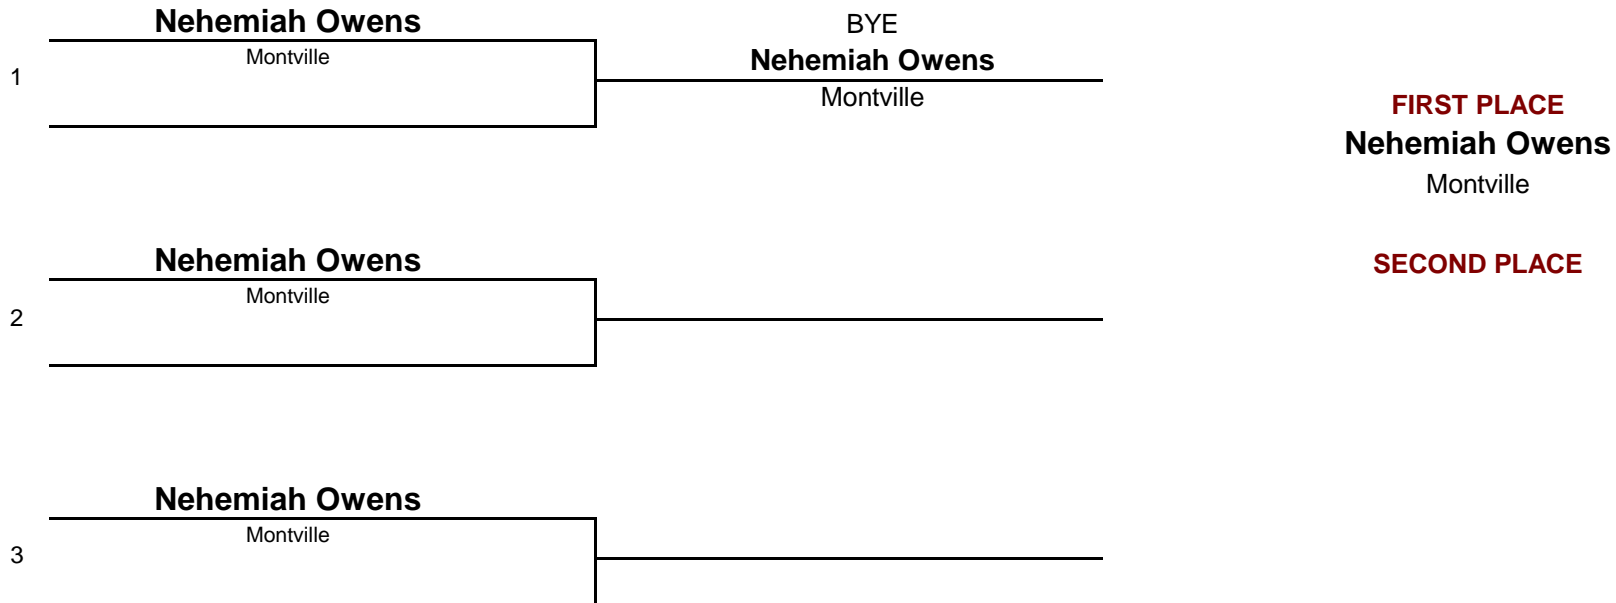 Nehemiah Owens
Montville
1
BYE
Nehemiah Owens
Montville
FIRST PLACE
Nehemiah Owens
Montville
Nehemiah Owens
Montville
2
SECOND PLACE
Nehemiah Owens
Montville
3